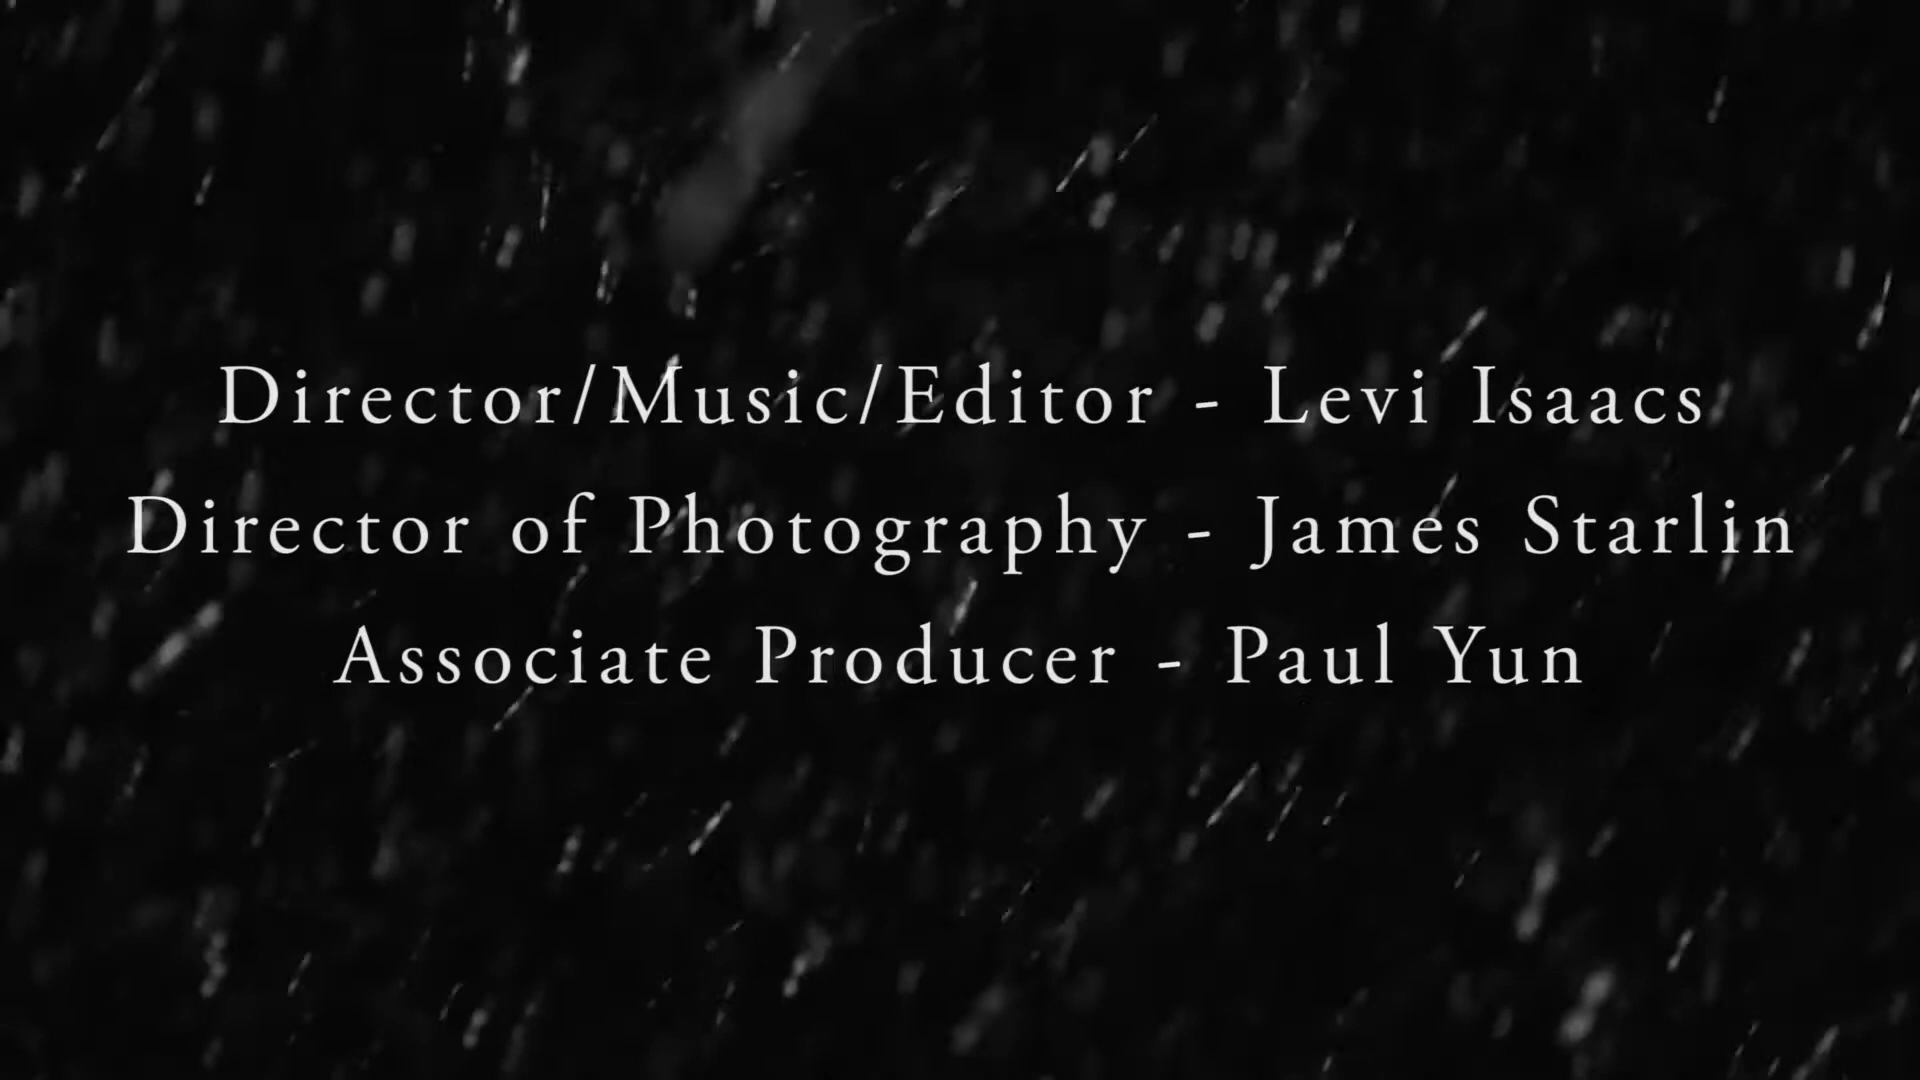 Director/Music/Editor - Levi Isaacs
Director of Photography - James Starlin
Associate Producer - Paul Yun